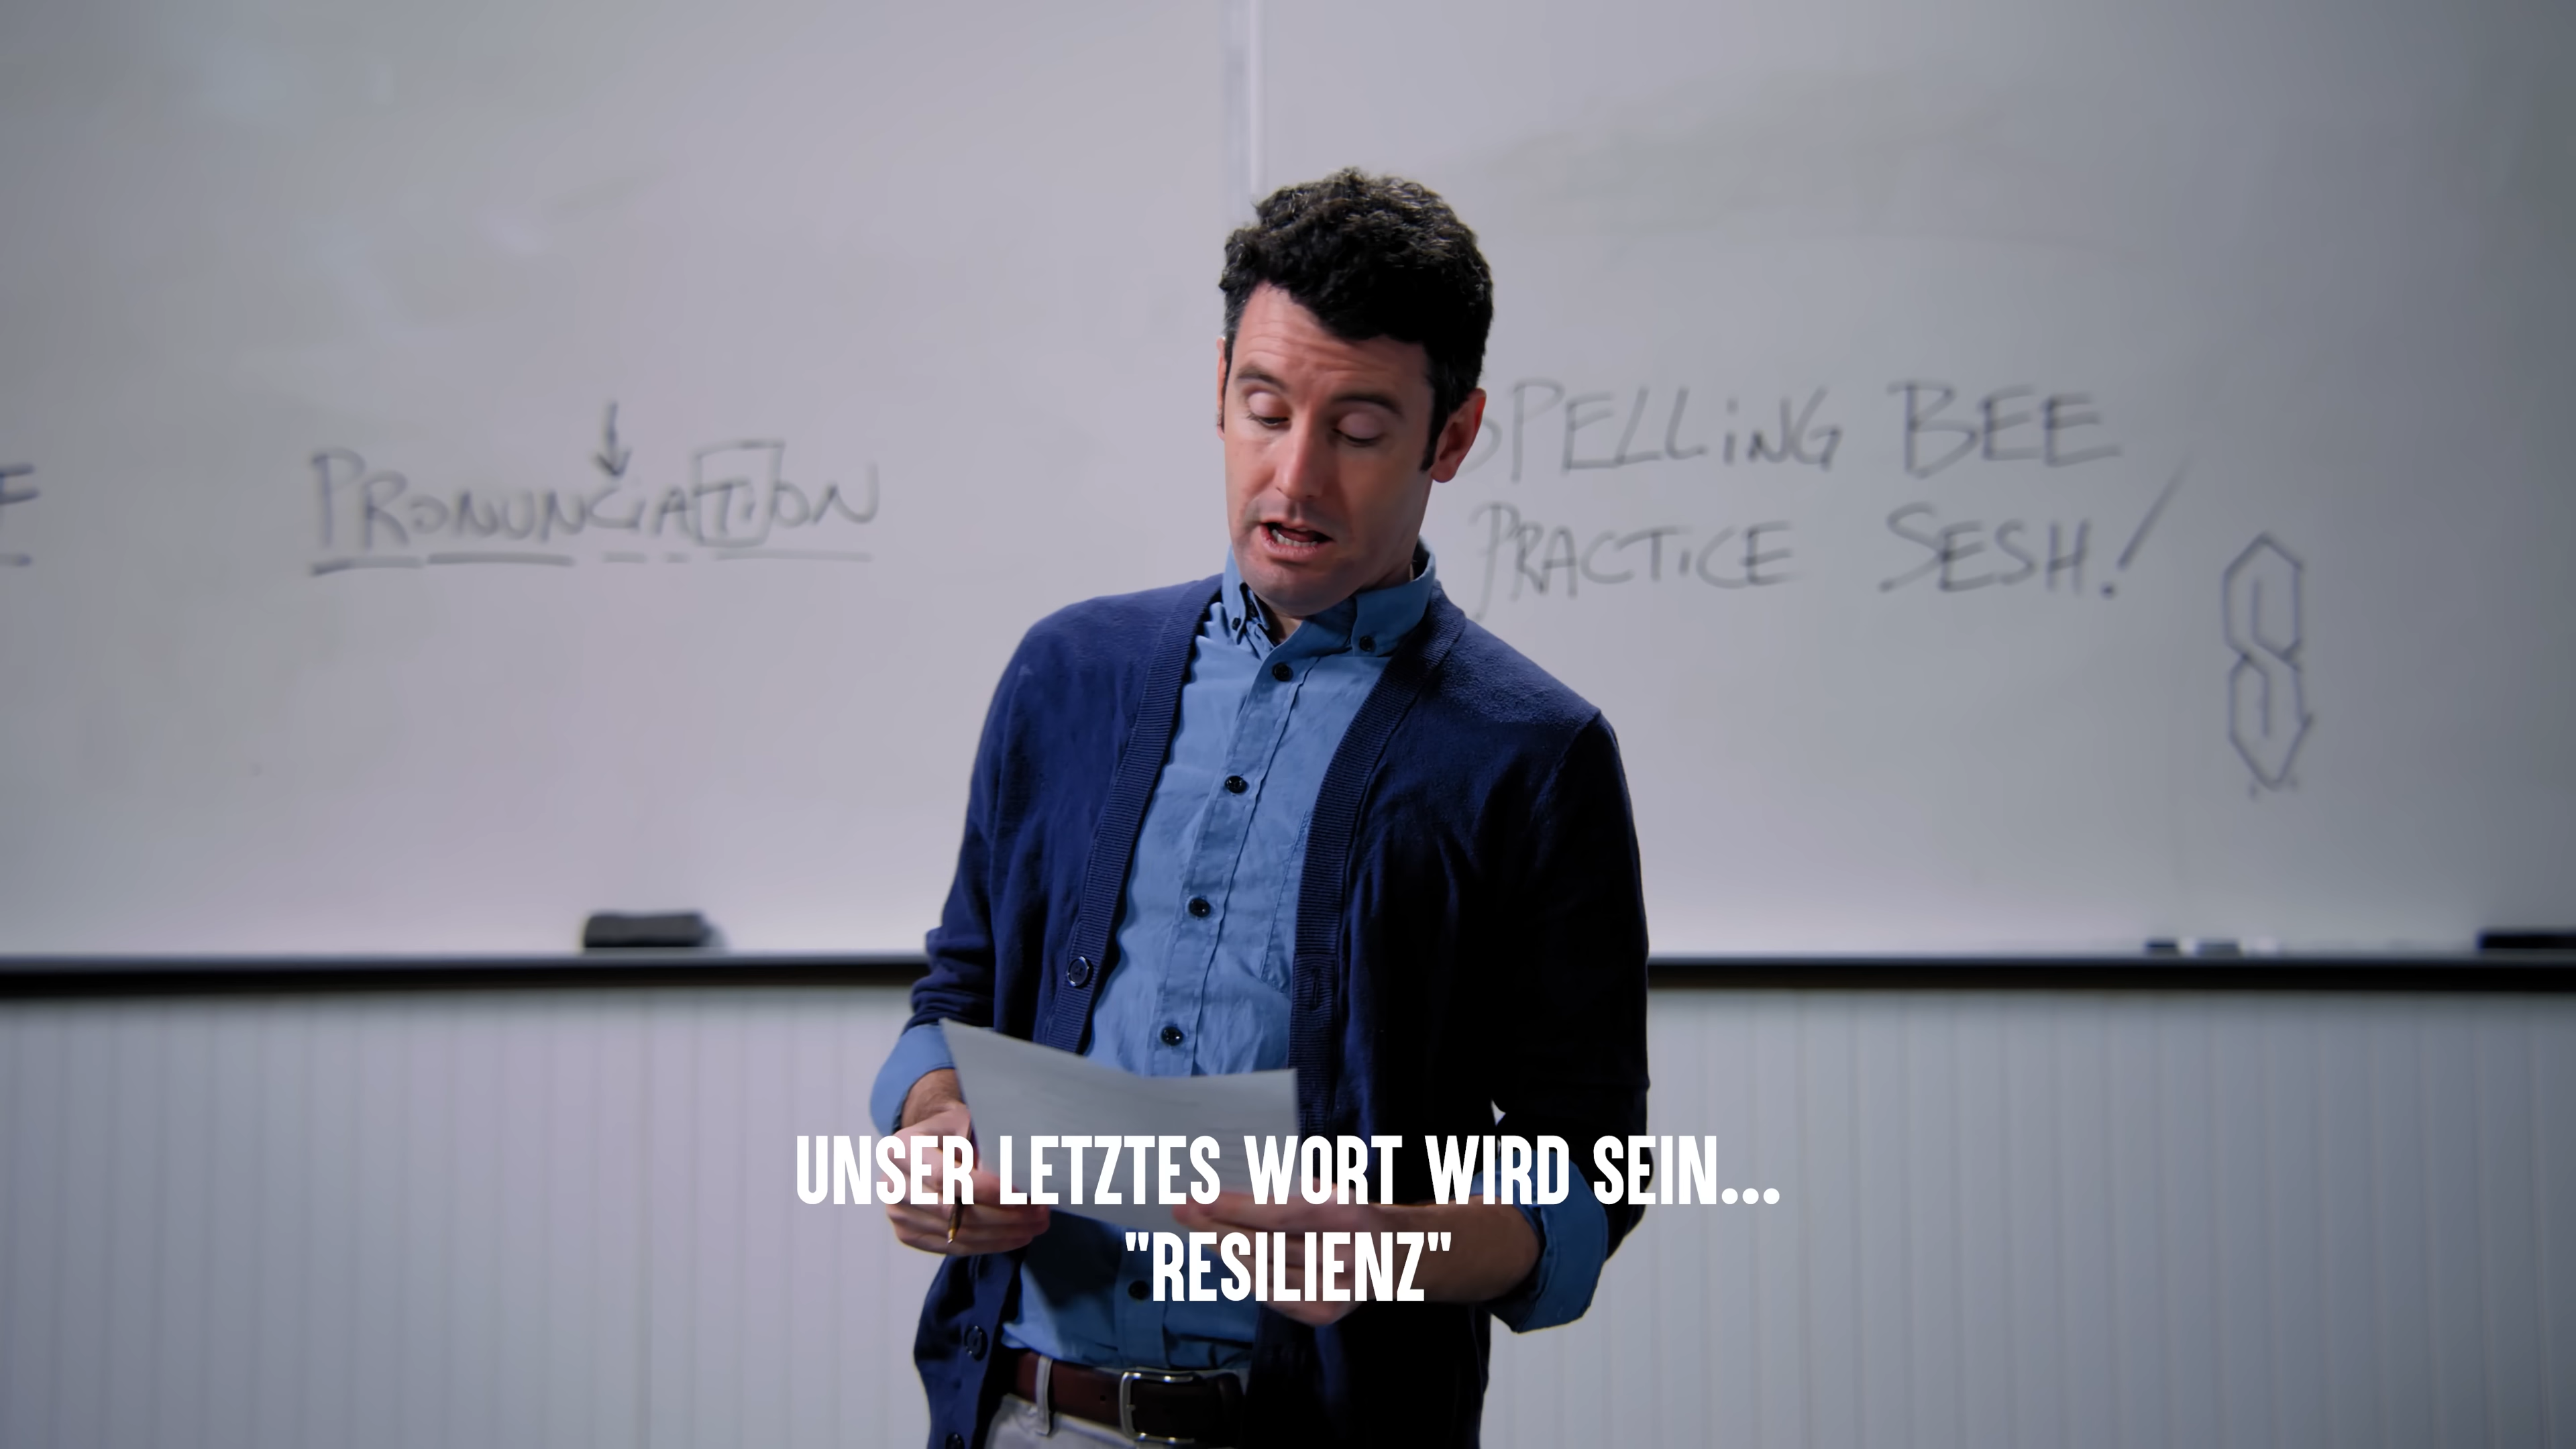 PRONUNCIATION
SPELLING BEE
PRACTICE SESH!
UNSER LETZTES WORT WIRD SEIN...
"RESILIENZ"